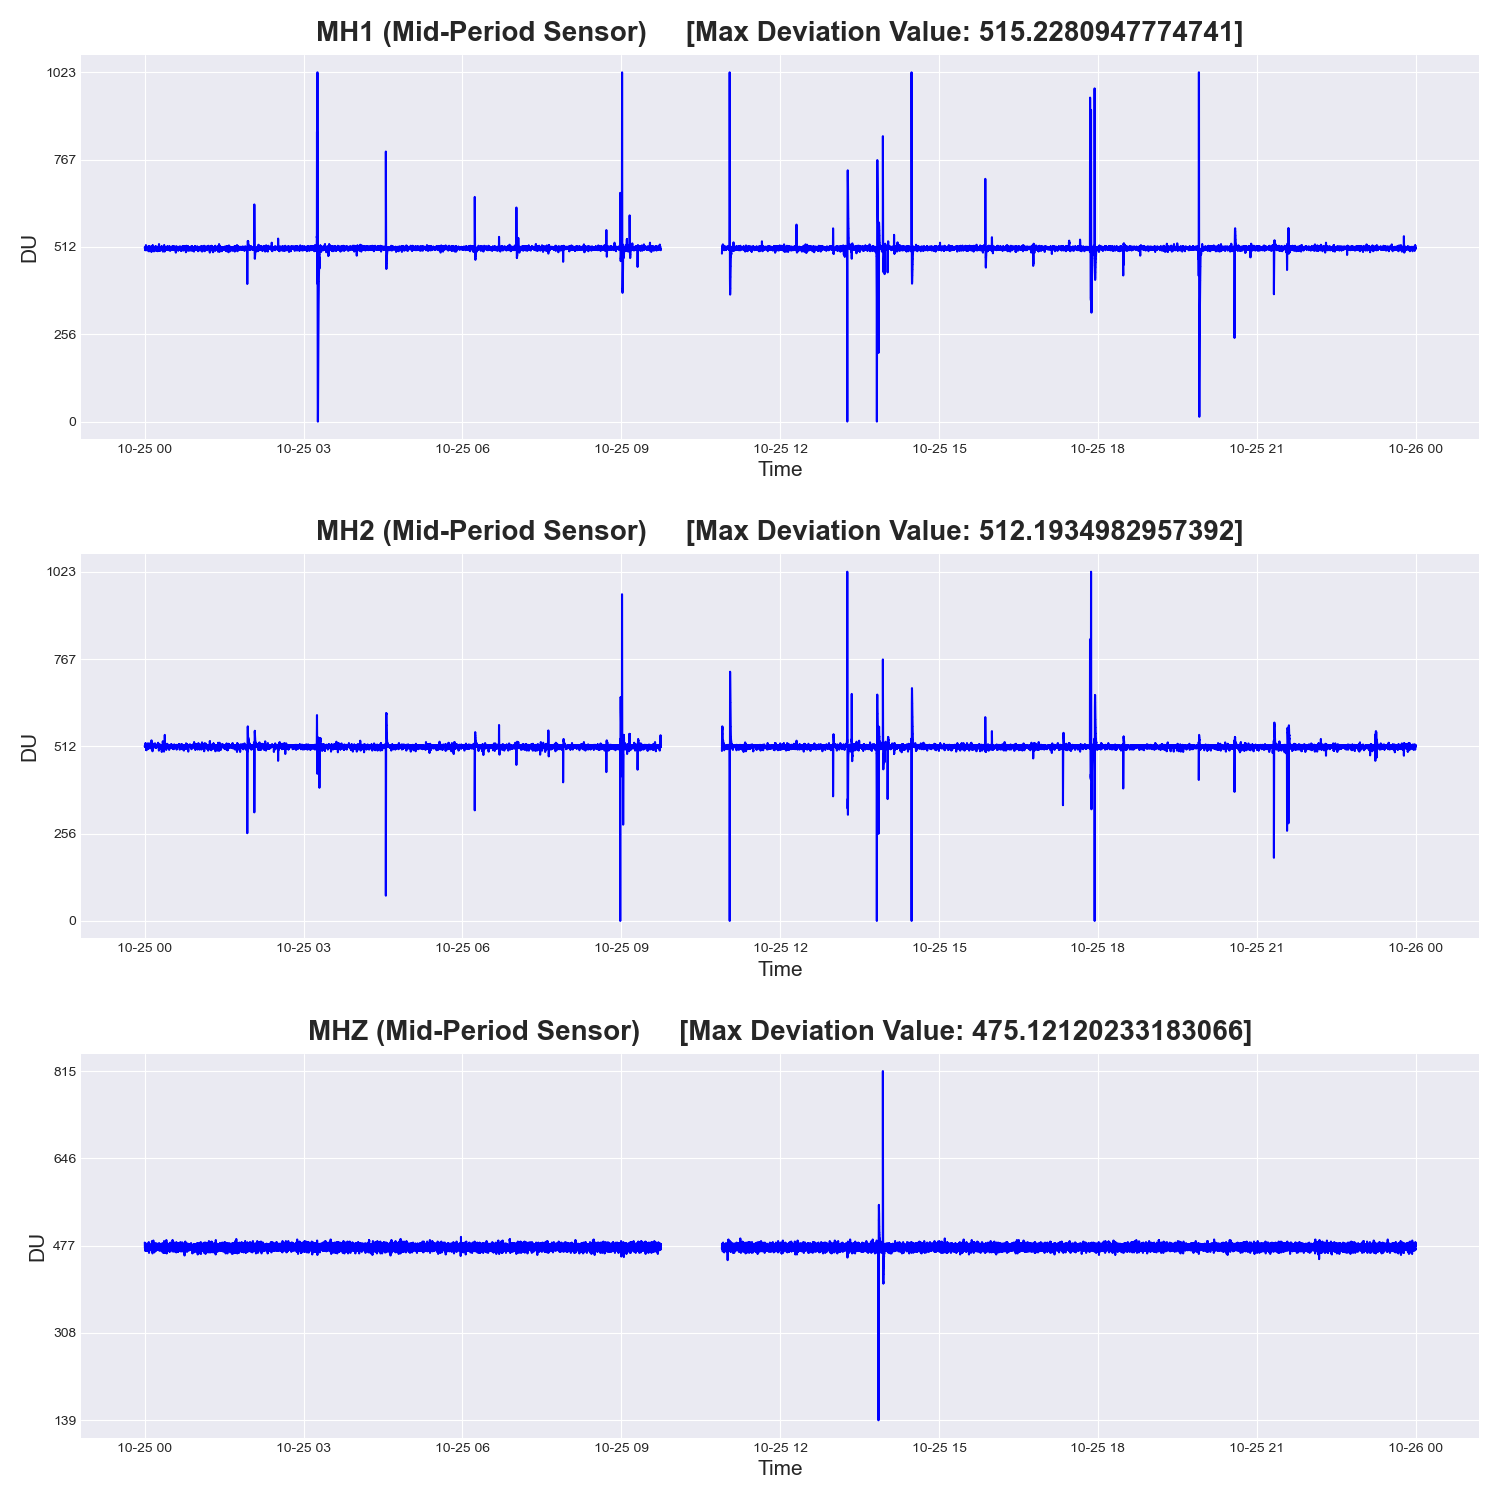 MH1 (Mid-Period Sensor) [Max Deviation Value: 515.2280947774741]
1023
767
512
256
0
DU
10-25 00 10-25 03 10-25 06 10-25 09 10-25 12 10-25 15 10-25 18 10-25 21 10-26 00
Time
MH2 (Mid-Period Sensor) [Max Deviation Value: 512.1934982957392]
1023
767
512
256
0
DU
10-25 00 10-25 03 10-25 06 10-25 09 10-25 12 10-25 15 10-25 18 10-25 21 10-26 00
Time
MHZ (Mid-Period Sensor) [Max Deviation Value: 475.12120233183066]
815
646
477
308
139
DU
10-25 00 10-25 03 10-25 06 10-25 09 10-25 12 10-25 15 10-25 18 10-25 21 10-26 00
Time